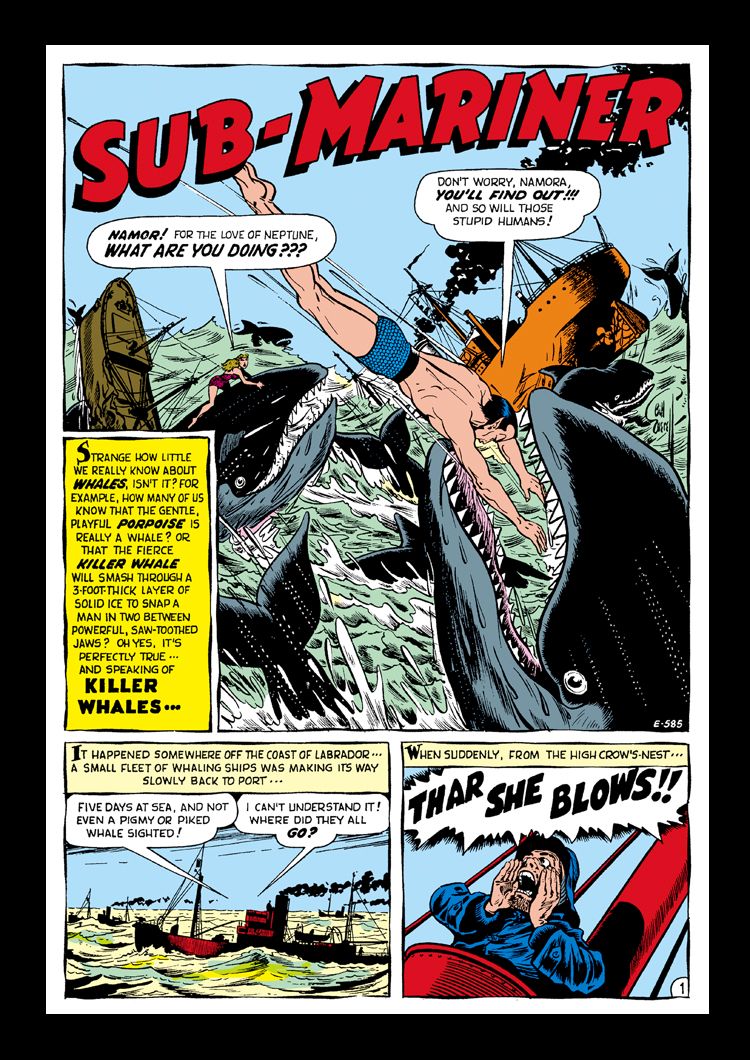 SUB-MARINER
NAMOR! FOR THE LOVE OF NEPTUNE,
WHAT ARE YOU DOING???
DON'T WORRY, NAMORA,
YOU'LL FIND OUT!!!
AND SO WILL THOSE
STUPID HUMANS!
STRANGE HOW LITTLE
WE REALLY KNOW ABOUT
WHALES, ISN'T IT? FOR
EXAMPLE, HOW MANY OF US
KNOW THAT THE GENTLE,
PLAYFUL PORPOISE IS
REALLY A WHALE? OR
THAT THE FIERCE
KILLER WHALE
WILL SMASH THROUGH A
3-FOOT-THICK LAYER OF
SOLID ICE TO SNAP A
MAN IN TWO BETWEEN
POWERFUL, SAW-TOOTHED
JAWS? OH YES, IT'S
PERFECTLY TRUE...
AND SPEAKING OF
KILLER
WHALES...
Bill
Everett
E-585
IT HAPPENED SOMEWHERE OFF THE COAST OF LABRADOR...
A SMALL FLEET OF WHALING SHIPS WAS MAKING ITS WAY
SLOWLY BACK TO PORT...
FIVE DAYS AT SEA, AND NOT
EVEN A PIGMY OR PIKED
WHALE SIGHTED!
I CAN'T UNDERSTAND IT!
WHERE DID THEY ALL
GO?
WHEN SUDDENLY, FROM THE HIGH CROW'S-NEST...
THAR SHE BLOWS!!
1